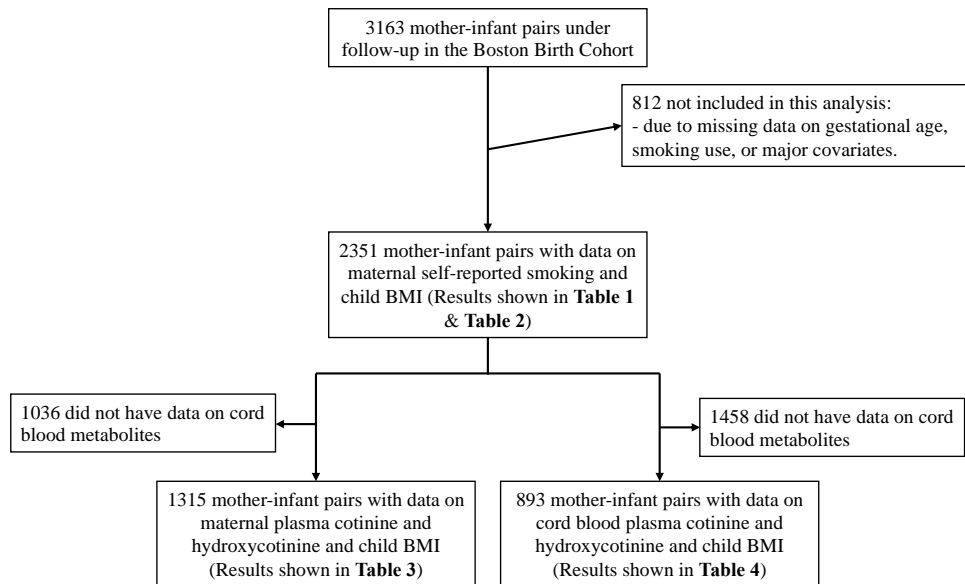 3163 mother-infant pairs under
follow-up in the Boston Birth Cohort
812 not included in this analysis:
- due to missing data on gestational age,
smoking use, or major covariates.
2351 mother-infant pairs with data on
maternal self-reported smoking and
child BMI (Results shown in Table 1
& Table 2)
1036 did not have data on cord
blood metabolites
1458 did not have data on cord
blood metabolites
1315 mother-infant pairs with data on
maternal plasma cotinine and
hydroxycotinine and child BMI
(Results shown in Table 3)
893 mother-infant pairs with data on
cord blood plasma cotinine and
hydroxycotinine and child BMI
(Results shown in Table 4)